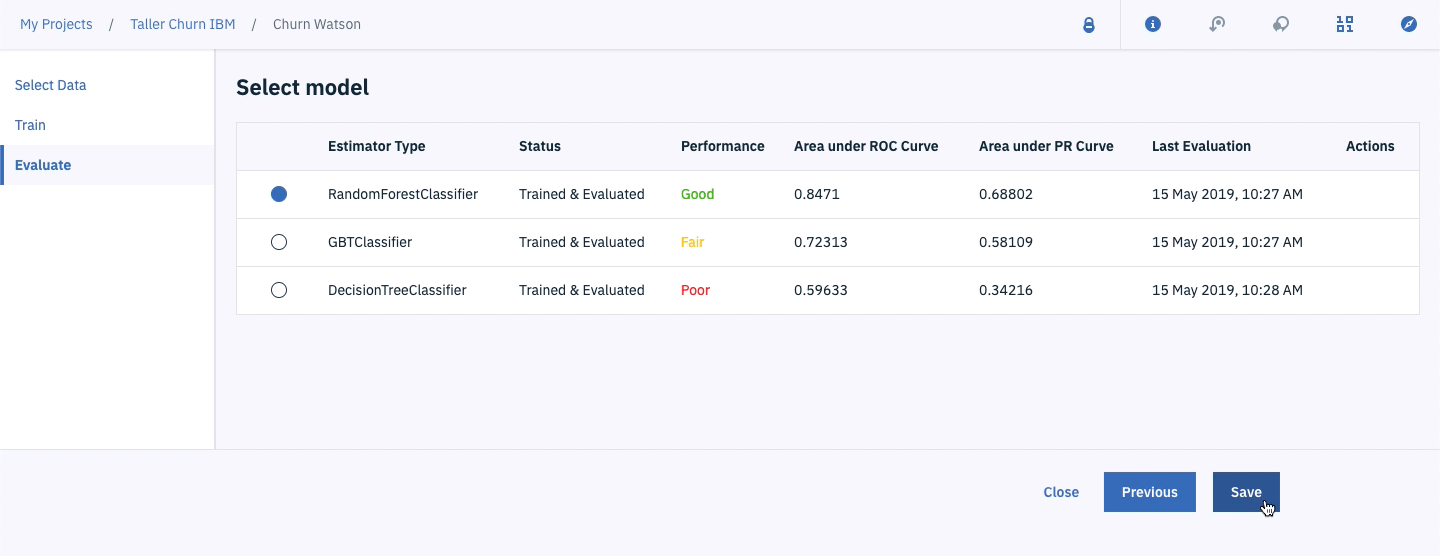 My Projects / Taller Churn IBM / Churn Watson
Select Data
Train
Evaluate
Select model
Estimator Type Status Performance Area under ROC Curve Area under PR Curve Last Evaluation Actions
RandomForestClassifier Trained & Evaluated Good 0.8471 0.68802 15 May 2019, 10:27 AM
GBTClassifier Trained & Evaluated Fair 0.72313 0.58109 15 May 2019, 10:27 AM
DecisionTreeClassifier Trained & Evaluated Poor 0.59633 0.34216 15 May 2019, 10:28 AM
Close Previous Save